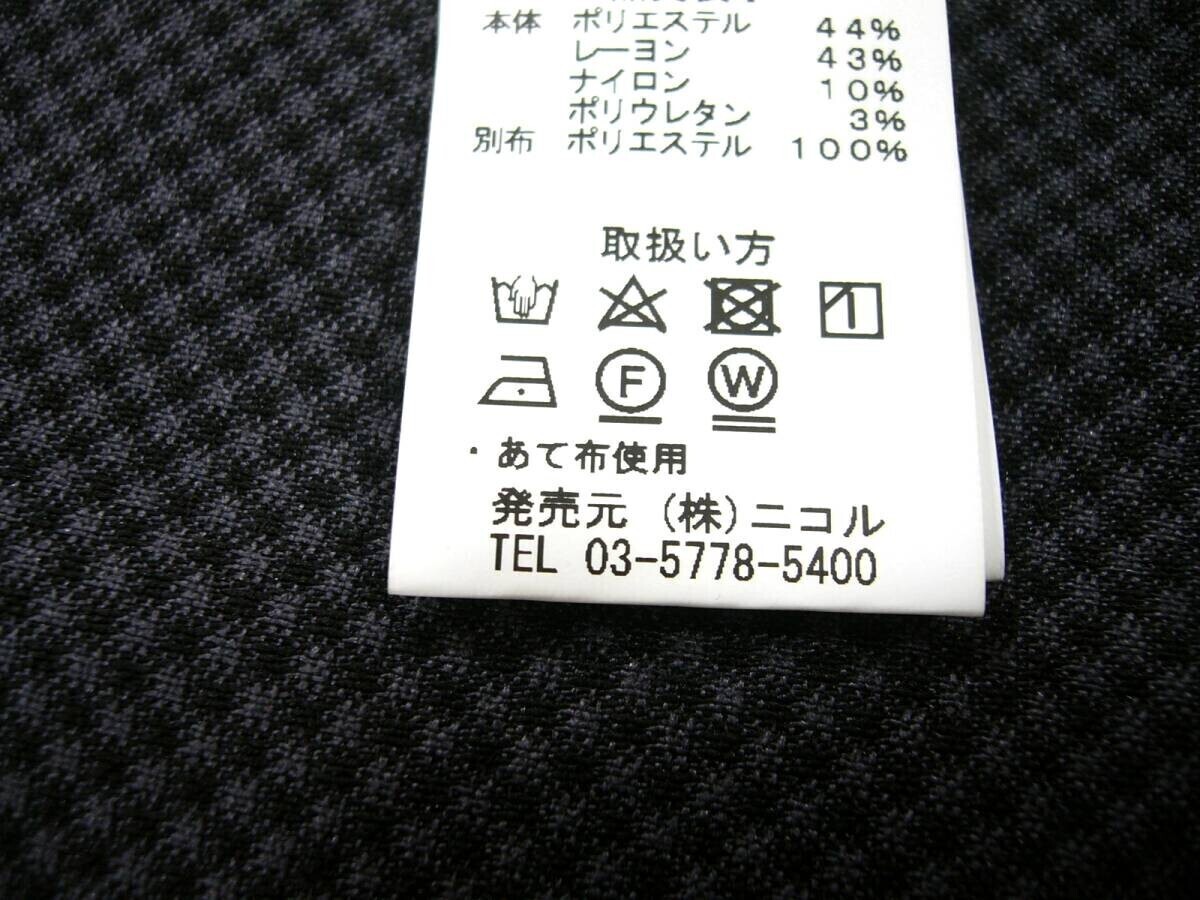 本体 ポリエステル 44%
レーヨン 43%
ナイロン 10%
ポリウレタン 3%
別布 ポリエステル 100%
取扱い方
F W
・あて布使用
発売元 (株)ニコル
TEL 03-5778-5400